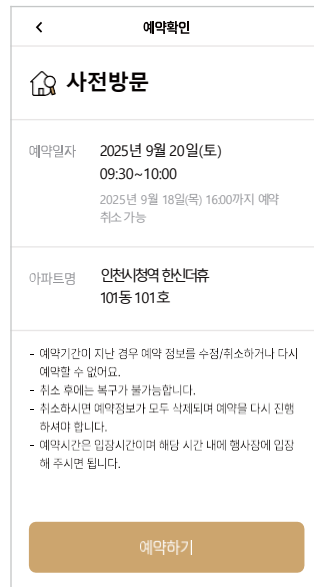 예약확인
사전방문
예약일자
2025년 9월 20일(토)
09:30~10:00
2025년 9월 18일(목) 16:00까지 예약
취소 가능
아파트명
인천시청역 한신더휴
101동 101호
- 예약기간이 지난 경우 예약 정보를 수정/취소하거나 다시
예약할 수 없어요.
- 취소 후에는 복구가 불가능합니다.
- 취소하시면 예약정보가 모두 삭제되며 예약을 다시 진행
하셔야 합니다.
- 예약시간은 입장시간이며 해당 시간 내에 행사장에 입장
해 주시면 됩니다.
예약하기